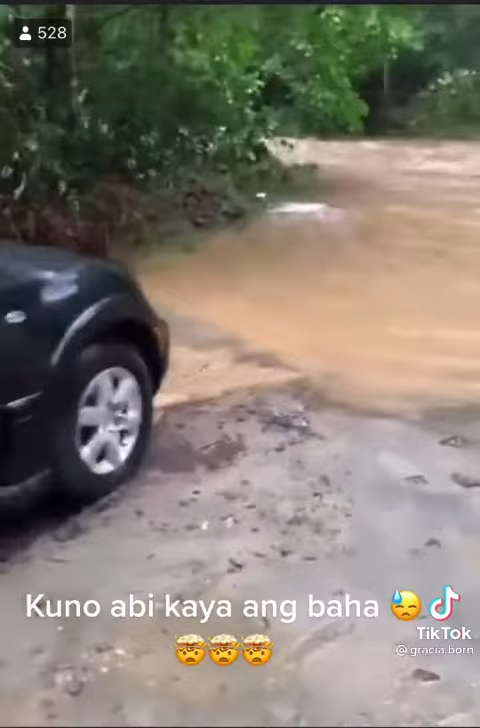 528
Kuno abi kaya ang baha 😓
🤯🤯🤯
TikTok
@gracia.born